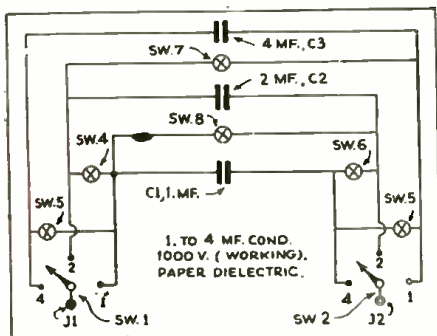 4 MF., C3
SW.7
2 MF., C2
SW.8
SW.4
SW.6
C1, 1. MF.
SW.5
SW.5
1. TO 4 MF. COND.
1000 V. (WORKING).
PAPER DIELECTRIC.
2
2
4
1
4
1
J1
SW.1
SW 2
J2